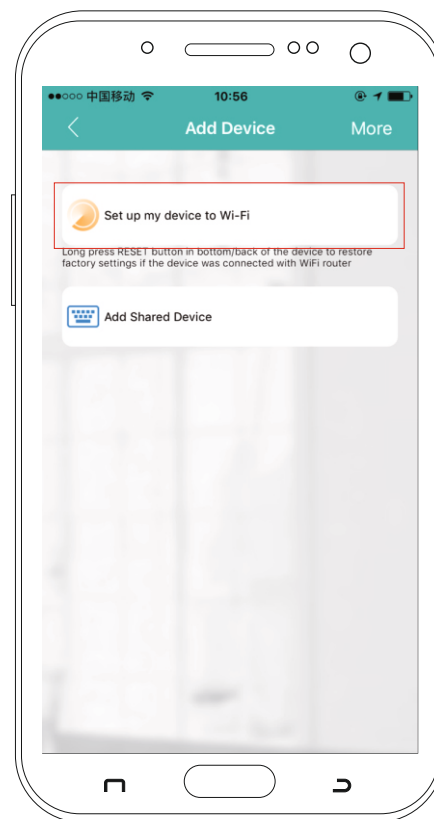 中国移动 10:56
Add Device More
Set up my device to Wi-Fi
Long press RESET button in bottom/back of the device to restore
factory settings if the device was connected with WiFi router
Add Shared Device